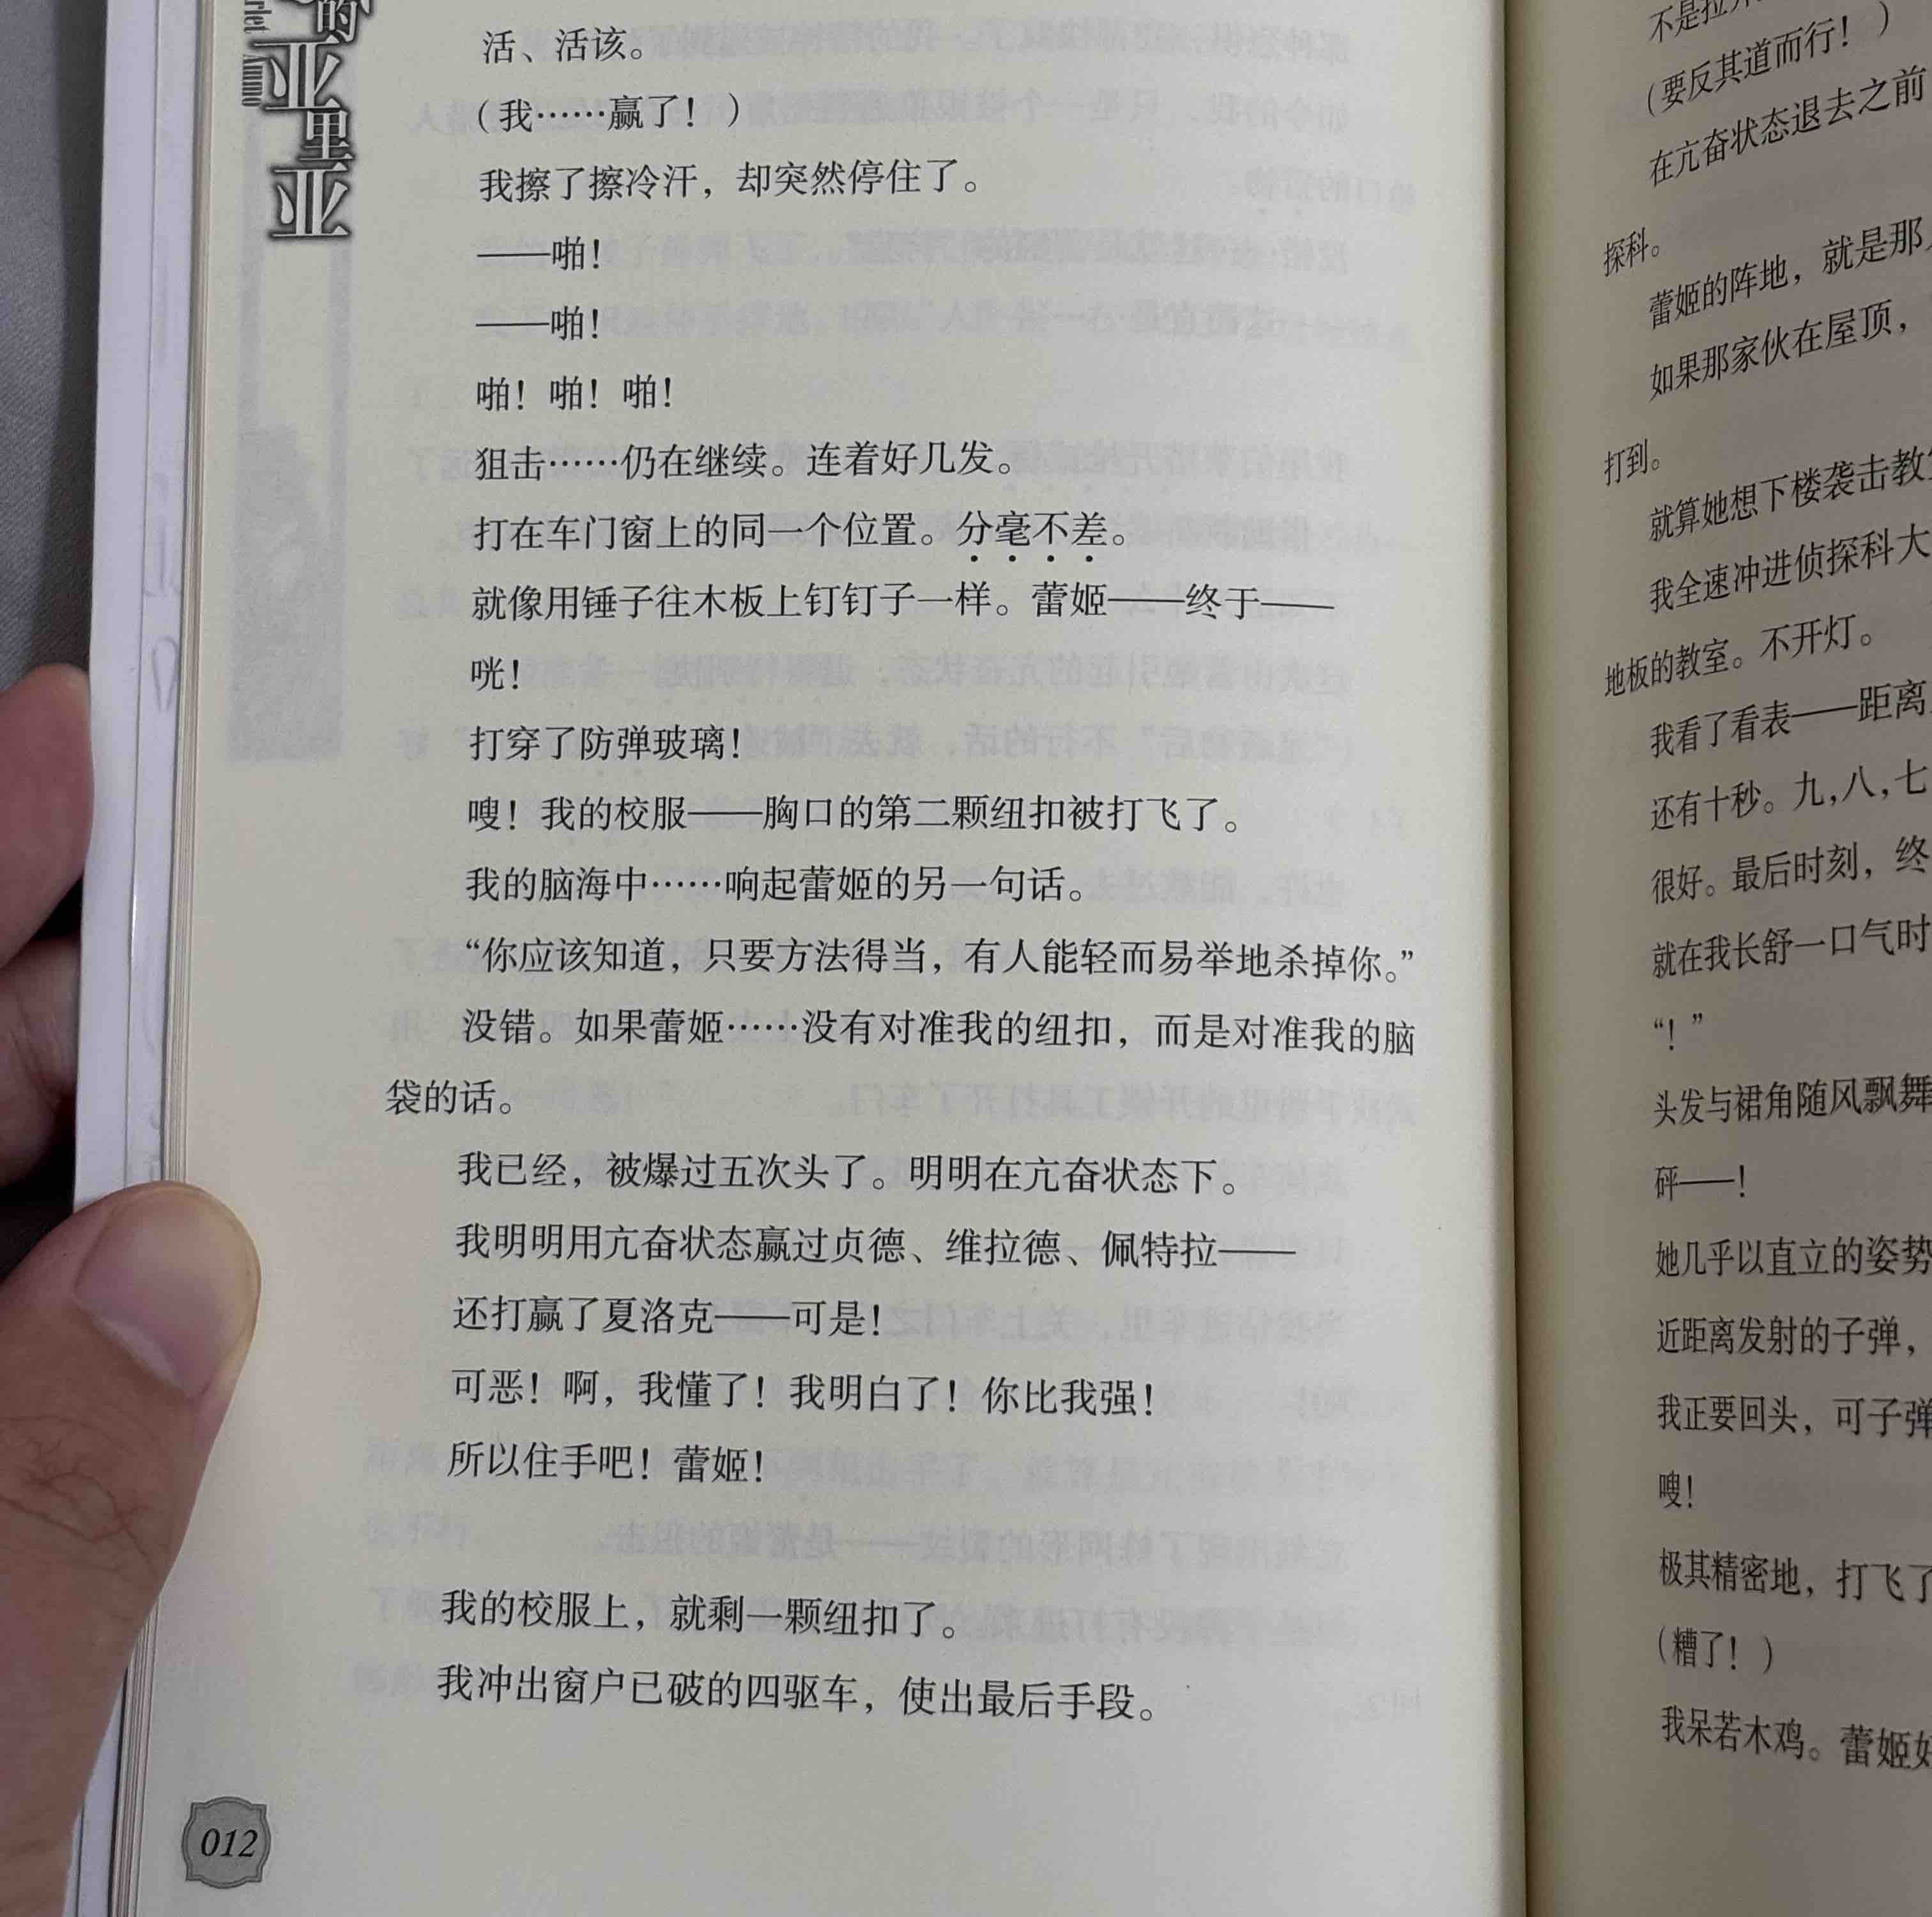 的
亚
里
亚
活、活该。
（我……赢了！）
我擦了擦冷汗，却突然停住了。
——啪！
——啪！
啪！啪！啪！
狙击……仍在继续。连着好几发。
打在车门窗上的同一个位置。分毫不差。
就像用锤子往木板上钉钉子一样。蕾姬——终于——
咣！
打穿了防弹玻璃！
嗖！我的校服——胸口的第二颗纽扣被打飞了。
我的脑海中……响起蕾姬的另一句话。
“你应该知道，只要方法得当，有人能轻而易举地杀掉你。”
没错。如果蕾姬……没有对准我的纽扣，而是对准我的脑
袋的话。
我已经，被爆过五次头了。明明在亢奋状态下。
我明明用亢奋状态赢过贞德、维拉德、佩特拉——
还打赢了夏洛克——可是！
可恶！啊，我懂了！我明白了！你比我强！
所以住手吧！蕾姬！
我的校服上，就剩一颗纽扣了。
我冲出窗户已破的四驱车，使出最后手段。
012
不是拉
（要反其道而行！）
在亢奋状态退去之前
探科。
蕾姬的阵地，就是那
如果那家伙在屋顶，
打到。
就算她想下楼袭击教
我全速冲进侦探科大
地板的教室。不开灯。
我看了看表——距离
还有十秒。九，八，七
很好。最后时刻，终
就在我长舒一口气时
“！”
头发与裙角随风飘舞
砰——！
她几乎以直立的姿势
近距离发射的子弹，
我正要回头，可子弹
嗖！
极其精密地，打飞了
（糟了！）
我呆若木鸡。蕾姬